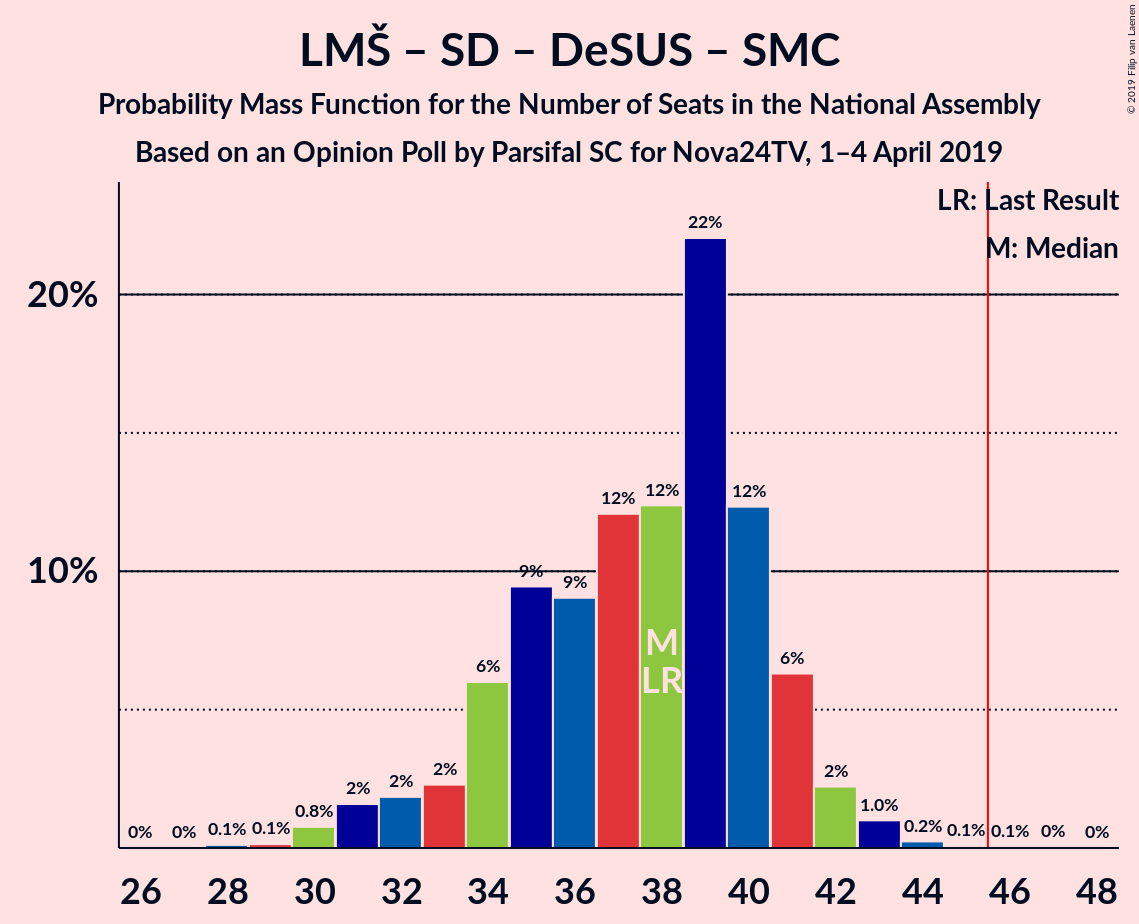 LMŠ – SD – DeSUS – SMC
Probability Mass Function for the Number of Seats in the National Assembly
Based on an Opinion Poll by Parsifal SC for Nova24TV, 1–4 April 2019
© 2019 Filip van Laenen
LR: Last Result
M: Median
20%
10%
0% 0% 0.1% 0.1% 0.8% 2% 2% 2% 6% 9% 9% 12% 12% 22% 12% 6% 2% 1.0% 0.2% 0.1% 0.1% 0% 0%
M
LR
26 28 30 32 34 36 38 40 42 44 46 48